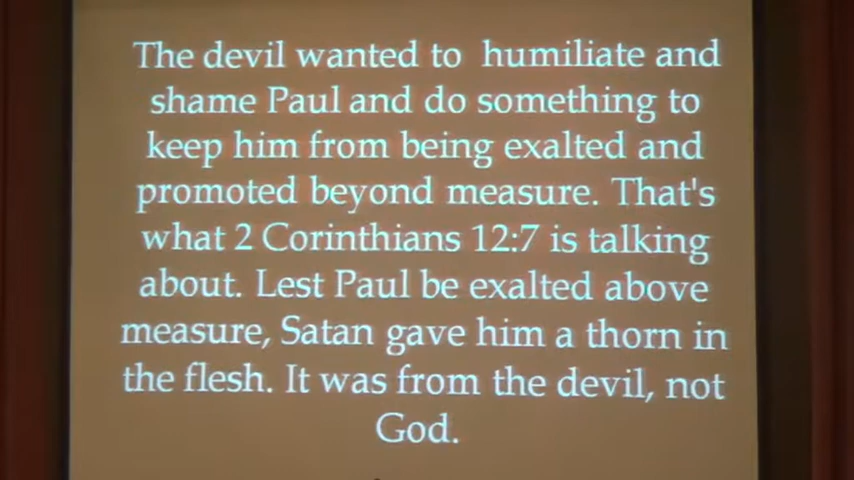 The devil wanted to humiliate and
shame Paul and do something to
keep him from being exalted and
promoted beyond measure. That's
what 2 Corinthians 12:7 is talking
about. Lest Paul be exalted above
measure, Satan gave him a thorn in
the flesh. It was from the devil, not
God.